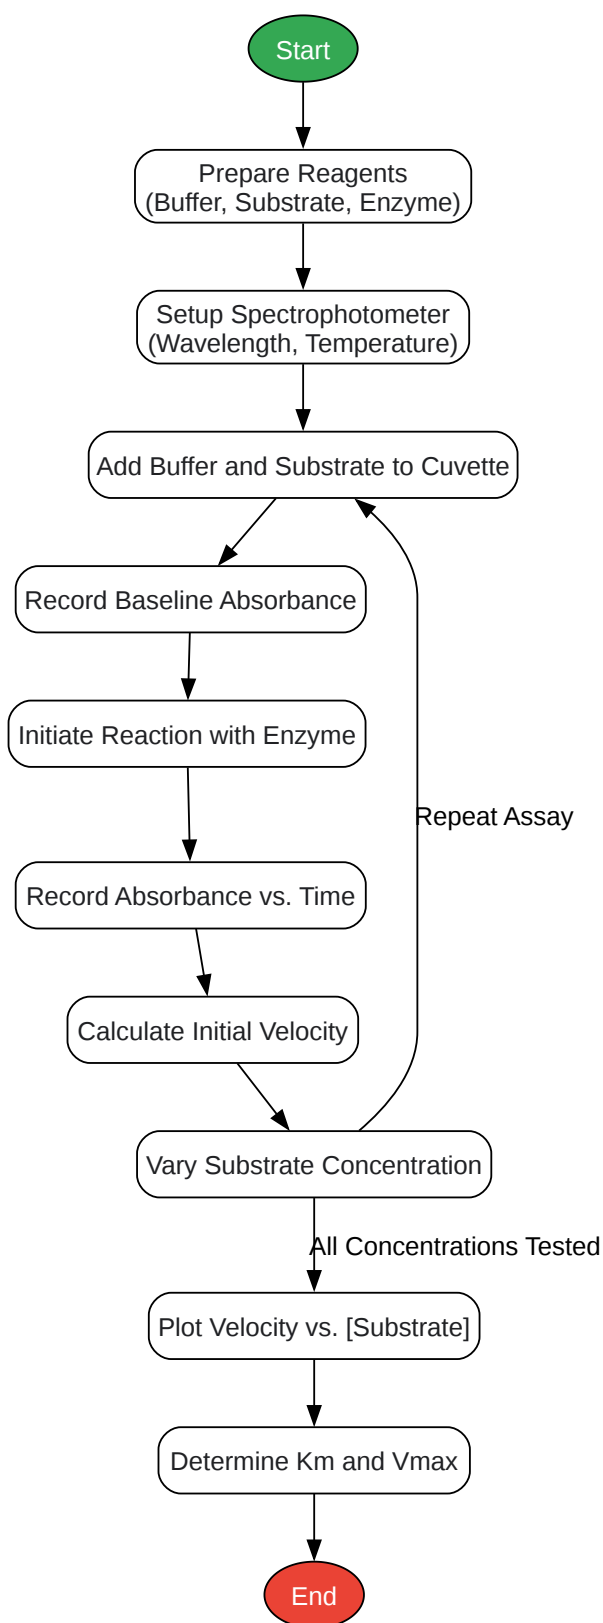 Start
Prepare Reagents
(Buffer, Substrate, Enzyme)
Setup Spectrophotometer
(Wavelength, Temperature)
Add Buffer and Substrate to Cuvette
Record Baseline Absorbance
Initiate Reaction with Enzyme
Repeat Assay
Record Absorbance vs. Time
Calculate Initial Velocity
Vary Substrate Concentration
All Concentrations Tested
Plot Velocity vs. [Substrate]
Determine Km and Vmax
End